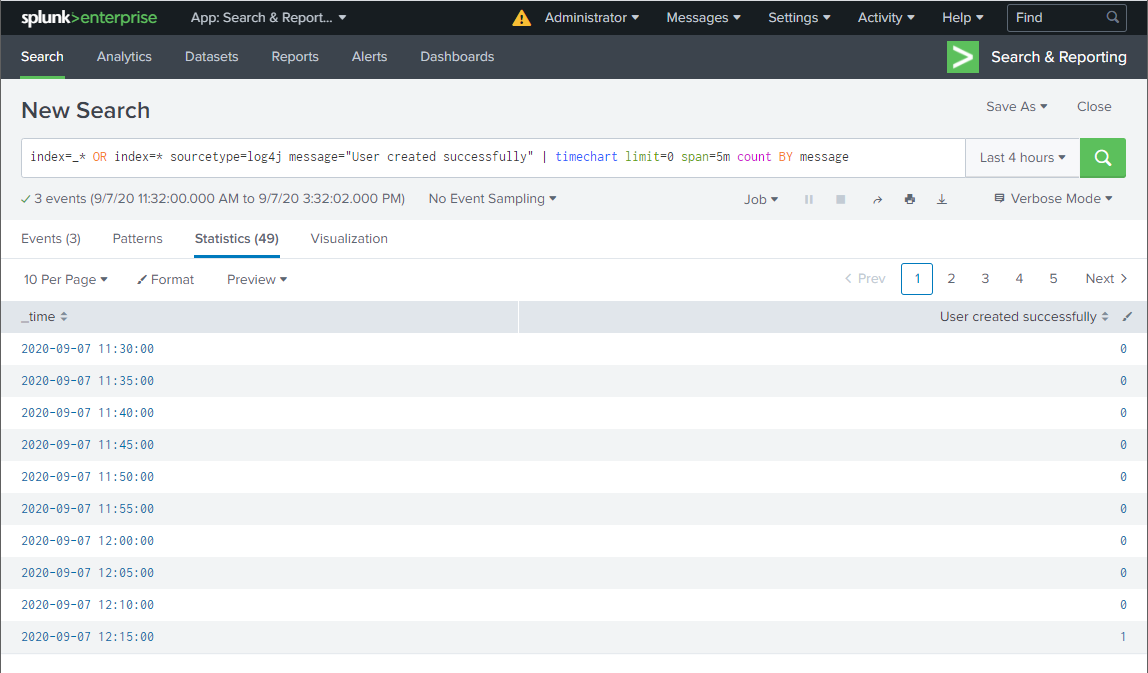 splunk>enterprise App: Search & Report... Administrator Messages Settings Activity Help Find
Search Analytics Datasets Reports Alerts Dashboards Search & Reporting
New Search Save As Close
index=_* OR index=* sourcetype=log4j message="User created successfully" | timechart limit=0 span=5m count BY message Last 4 hours
3 events (9/7/20 11:32:00.000 AM to 9/7/20 3:32:02.000 PM) No Event Sampling Job Verbose Mode
Events (3) Patterns Statistics (49) Visualization
10 Per Page Format Preview Prev 1 2 3 4 5 Next
_time User created successfully
2020-09-07 11:30:00 0
2020-09-07 11:35:00 0
2020-09-07 11:40:00 0
2020-09-07 11:45:00 0
2020-09-07 11:50:00 0
2020-09-07 11:55:00 0
2020-09-07 12:00:00 0
2020-09-07 12:05:00 0
2020-09-07 12:10:00 0
2020-09-07 12:15:00 1